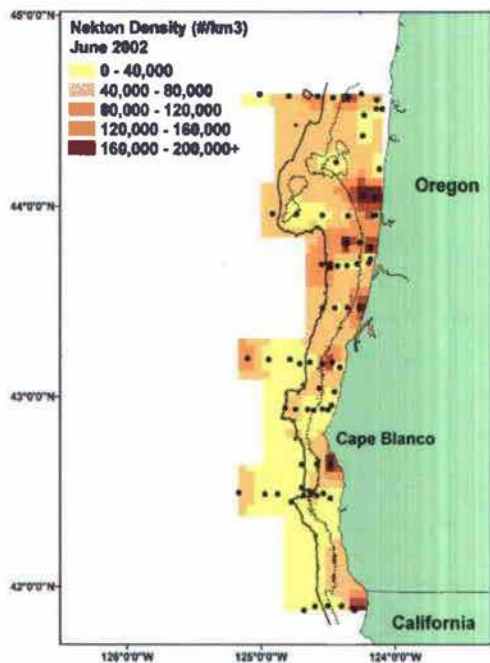 45°0'0"N
Nekton Density (#/km3)
June 2002
0 - 40,000
40,000 - 80,000
80,000 - 120,000
120,000 - 160,000
160,000 - 200,000+
Oregon
44°0'0"N
43°0'0"N
Cape Blanco
42°0'0"N
California
126°0'0"W
125°0'0"W
124°0'0"W